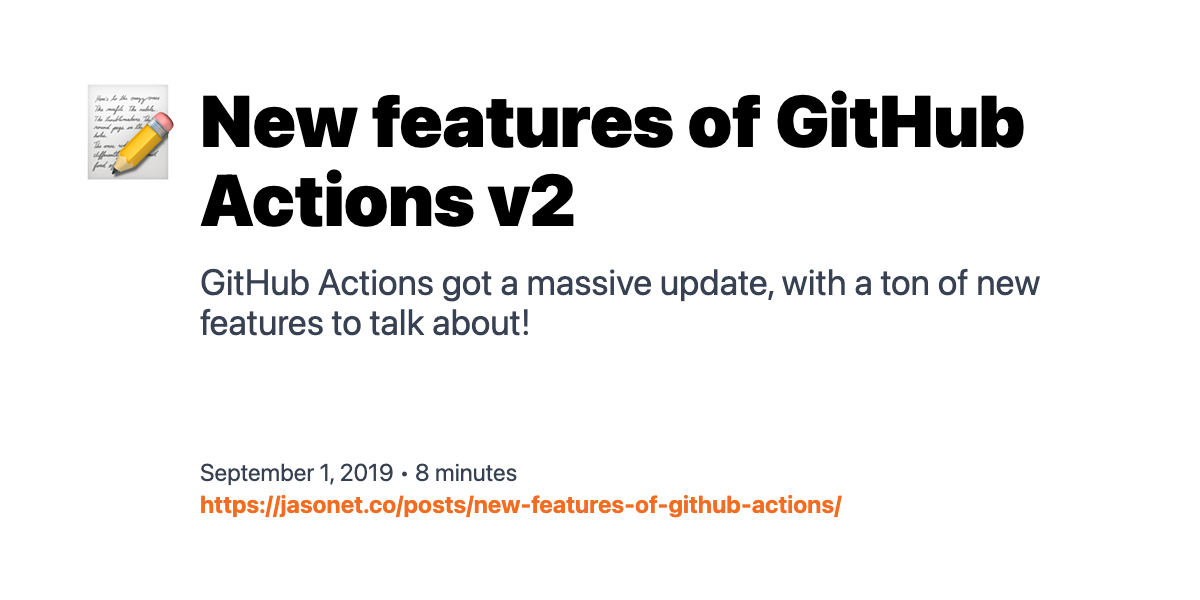 New features of GitHub
Actions v2
GitHub Actions got a massive update, with a ton of new
features to talk about!
September 1, 2019 • 8 minutes
https://jasonet.co/posts/new-features-of-github-actions/